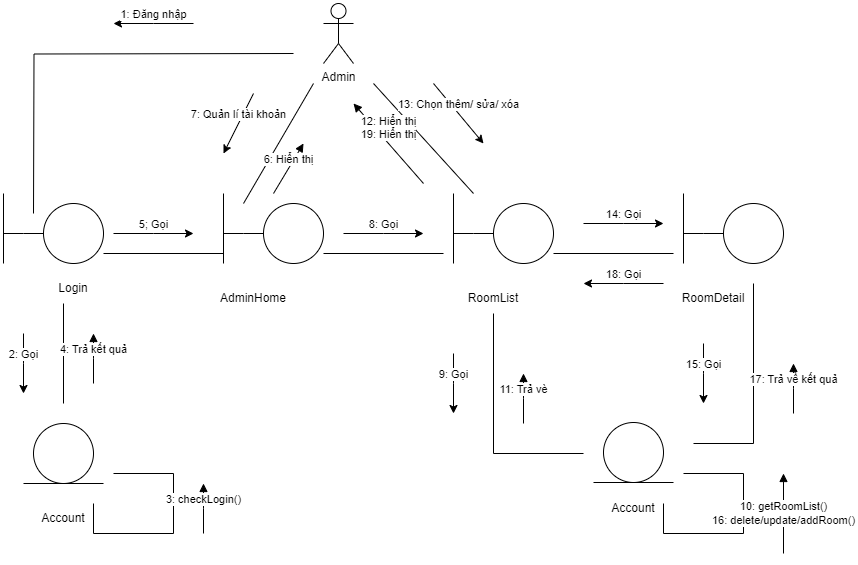 1: Đăng nhập
Admin
7: Quản lí tài khoản
13: Chọn thêm/ sửa/ xóa
12: Hiển thị
19: Hiển thị
6: Hiển thị
5; Gọi
8: Gọi
14: Gọi
18: Gọi
Login
AdminHome
RoomList
RoomDetail
2: Gọi
4: Trả kết quả
9: Gọi
11: Trả vè
15: Gọi
17: Trả về kết quả
3: checkLogin()
Account
Account
10: getRoomList()
16: delete/update/addRoom()